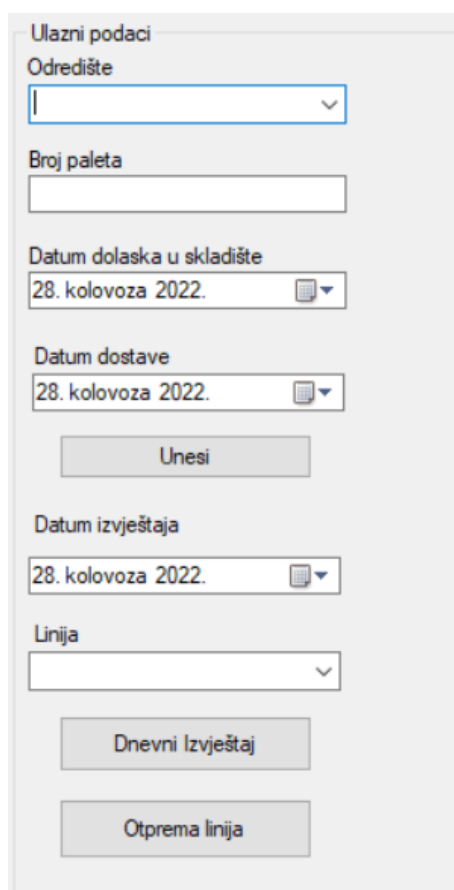 Ulazni podaci
Odredište
Broj paleta
Datum dolaska u skladište
28. kolovoza 2022.
Datum dostave
28. kolovoza 2022.
Unesi
Datum izvještaja
28. kolovoza 2022.
Linija
Dnevni Izvještaj
Otprema linija